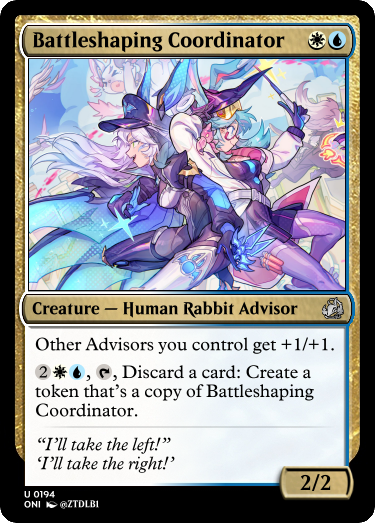 Battleshaping Coordinator
Creature — Human Rabbit Advisor
Other Advisors you control get +1/+1.
2, , Discard a card: Create a
token that's a copy of Battleshaping
Coordinator.
“I'll take the left!”
‘I'll take the right!’
2/2
U 0194
ONI @ZTDLB1